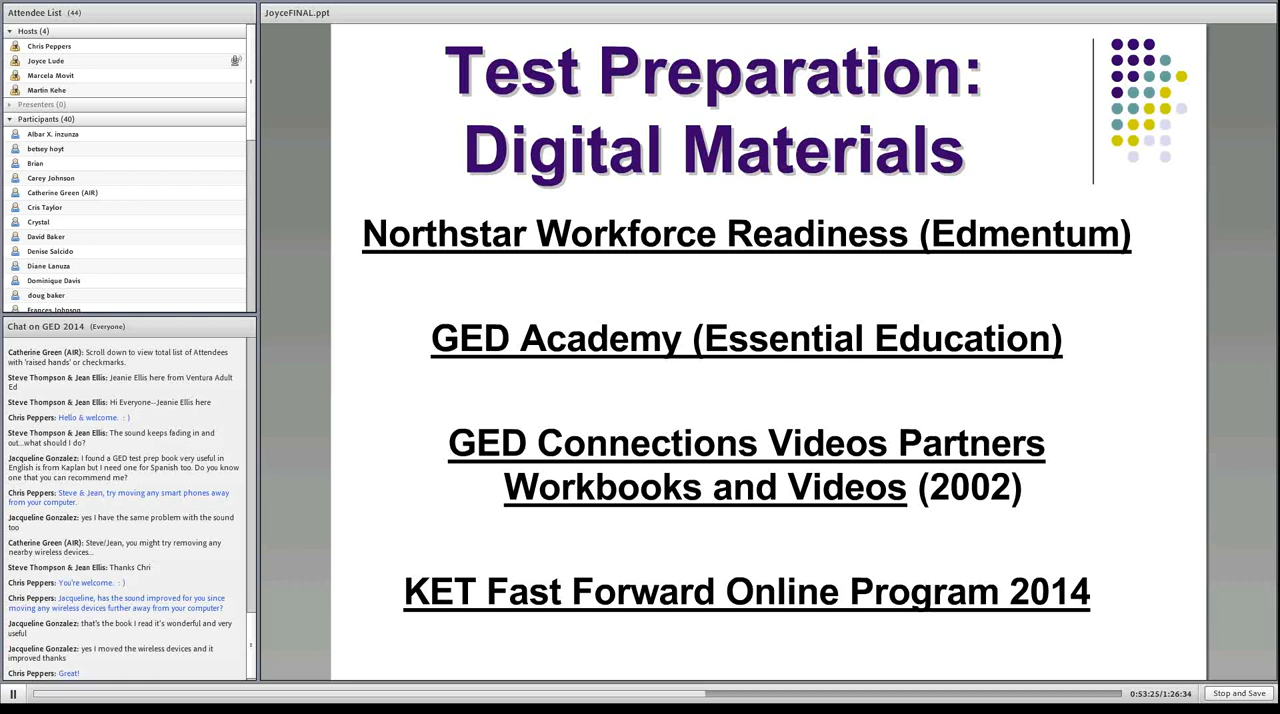 Attendee List (44)
Hosts (4)
Chris Peppers
Joyce Lude
Marcela Movit
Martin Kehe
Presenters (0)
Participants (40)
Albar X. inzunza
betsey hoyt
Brian
Carey Johnson
Catherine Green (AIR)
Cris Taylor
Crystal
David Baker
Denise Salcido
Diane Lanuza
Dominique Davis
doug baker
Frances Johnson
Chat on GED 2014 (Everyone)
Catherine Green (AIR): Scroll down to view total list of Attendees
with 'raised hands' or checkmarks.
Steve Thompson & Jean Ellis: Jeanie Ellis here from Ventura Adult
Ed
Steve Thompson & Jean Ellis: Hi Everyone--Jeanie Ellis here
Chris Peppers: Hello & welcome. : )
Steve Thompson & Jean Ellis: The sound keeps fading in and
out...what should I do?
Jacqueline Gonzalez: I found a GED test prep book very useful in
English is from Kaplan but I need one for Spanish too. Do you know
one that you can recommend me?
Chris Peppers: Steve & Jean, try moving any smart phones away
from your computer.
Jacqueline Gonzalez: yes I have the same problem with the sound
too
Catherine Green (AIR): Steve/Jean, you might try removing any
nearby wireless devices...
Steve Thompson & Jean Ellis: Thanks Chri
Chris Peppers: You're welcome. : )
Chris Peppers: Jacqueline, has the sound improved for you since
moving any wireless devices further away from your computer?
Jacqueline Gonzalez: that's the book I read it's wonderful and very
useful
Jacqueline Gonzalez: yes I moved the wireless devices and it
improved thanks
Chris Peppers: Great!
JoyceFINAL.ppt
Test Preparation:
Digital Materials
Northstar Workforce Readiness (Edmentum)
GED Academy (Essential Education)
GED Connections Videos Partners
Workbooks and Videos (2002)
KET Fast Forward Online Program 2014
0:53:25/1:26:34
Stop and Save